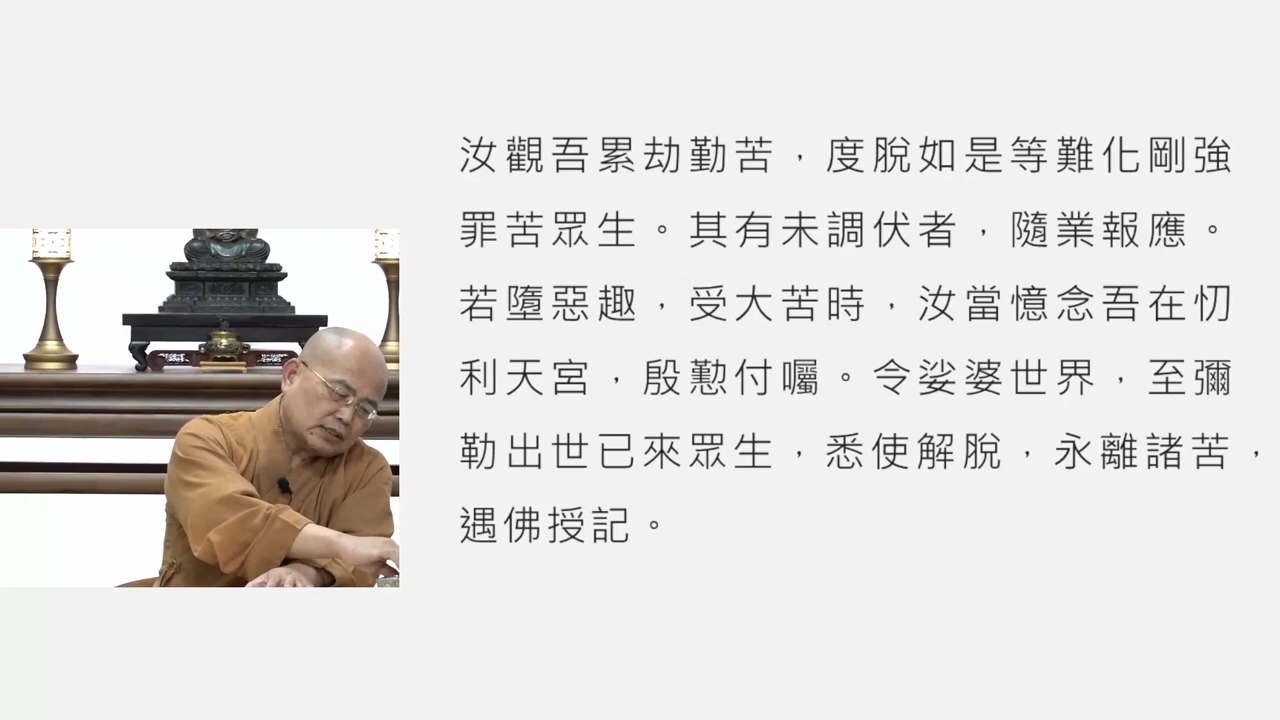 汝觀吾累劫勤苦，度脫如是等難化剛強
罪苦眾生。其有未調伏者，隨業報應。
若墮惡趣，受大苦時，汝當憶念吾在忉
利天宮，殷懃付囑。令娑婆世界，至彌
勒出世已來眾生，悉使解脫，永離諸苦，
遇佛授記。